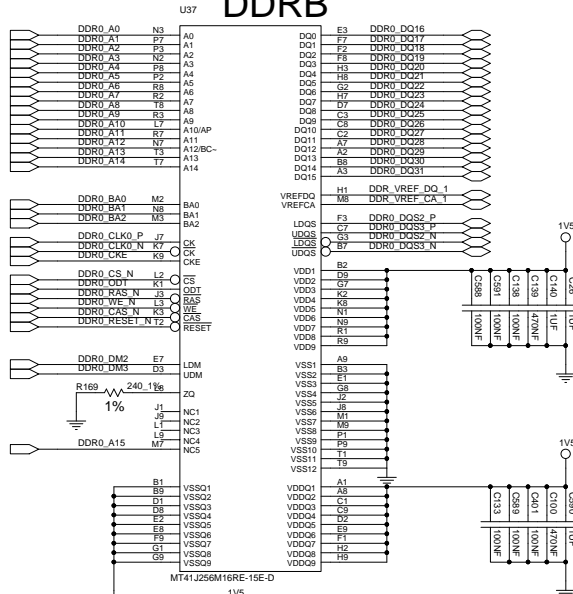 DDRB
U37
DDR0_A0 N3 A0
DDR0_A1 P7 A1
DDR0_A2 P3 A2
DDR0_A3 N2 A3
DDR0_A4 P8 A4
DDR0_A5 P2 A5
DDR0_A6 R8 A6
DDR0_A7 R2 A7
DDR0_A8 T8 A8
DDR0_A9 R3 A9
DDR0_A10 L7 A10/AP
DDR0_A11 R7 A11
DDR0_A12 N7 A12/BC~
DDR0_A13 T3 A13
DDR0_A14 T7 A14
DDR0_BA0 M2 BA0
DDR0_BA1 N8 BA1
DDR0_BA2 M3 BA2
DDR0_CLK0_P J7 CK
DDR0_CLK0_N K7 CK
DDR0_CKE K9 CKE
DDR0_CS_N L2 CS
DDR0_ODT K1 ODT
DDR0_RAS_N J3 RAS
DDR0_WE_N L3 WE
DDR0_CAS_N K3 CAS
DDR0_RESET_N T2 RESET
DDR0_DM2 E7 LDM
DDR0_DM3 D3 UDM
R169 240_1% L8 ZQ
1%
J1 NC1
J9 NC2
L1 NC3
L9 NC4
DDR0_A15 M7 NC5
B1 VSSQ1
B9 VSSQ2
D1 VSSQ3
D8 VSSQ4
E2 VSSQ5
E8 VSSQ6
F9 VSSQ7
G1 VSSQ8
G9 VSSQ9
DQ0 E3 DDR0_DQ16
DQ1 F7 DDR0_DQ17
DQ2 F2 DDR0_DQ18
DQ3 F8 DDR0_DQ19
DQ4 H3 DDR0_DQ20
DQ5 H8 DDR0_DQ21
DQ6 G2 DDR0_DQ22
DQ7 H7 DDR0_DQ23
DQ8 D7 DDR0_DQ24
DQ9 C3 DDR0_DQ25
DQ10 C8 DDR0_DQ26
DQ11 C2 DDR0_DQ27
DQ12 A7 DDR0_DQ28
DQ13 A2 DDR0_DQ29
DQ14 B8 DDR0_DQ30
DQ15 A3 DDR0_DQ31
VREFDQ H1 DDR_VREF_DQ_1
VREFCA M8 DDR_VREF_CA_1
LDQS F3 DDR0_DQS2_P
UDQS C7 DDR0_DQS3_P
LDQS G3 DDR0_DQS2_N
UDQS B7 DDR0_DQS3_N
VDD1 B2
VDD2 D9
VDD3 G7
VDD4 K2
VDD5 K8
VDD6 N1
VDD7 N9
VDD8 R1
VDD9 R9
VSS1 A9
VSS2 B3
VSS3 E1
VSS4 G8
VSS5 J2
VSS6 J8
VSS7 M1
VSS8 M9
VSS9 P1
VSS10 P9
VSS11 T1
VSS12 T9
VDDQ1 A1
VDDQ2 A8
VDDQ3 C1
VDDQ4 C9
VDDQ5 D2
VDDQ6 E9
VDDQ7 F1
VDDQ8 H2
VDDQ9 H9
1V5
C588 100NF
C591 100NF
C138 100NF
C139 470NF
C140 1UF
1V5
C133 100NF
C589 100NF
C401 100NF
C100 470NF
MT41J256M16RE-15E-D
1V5